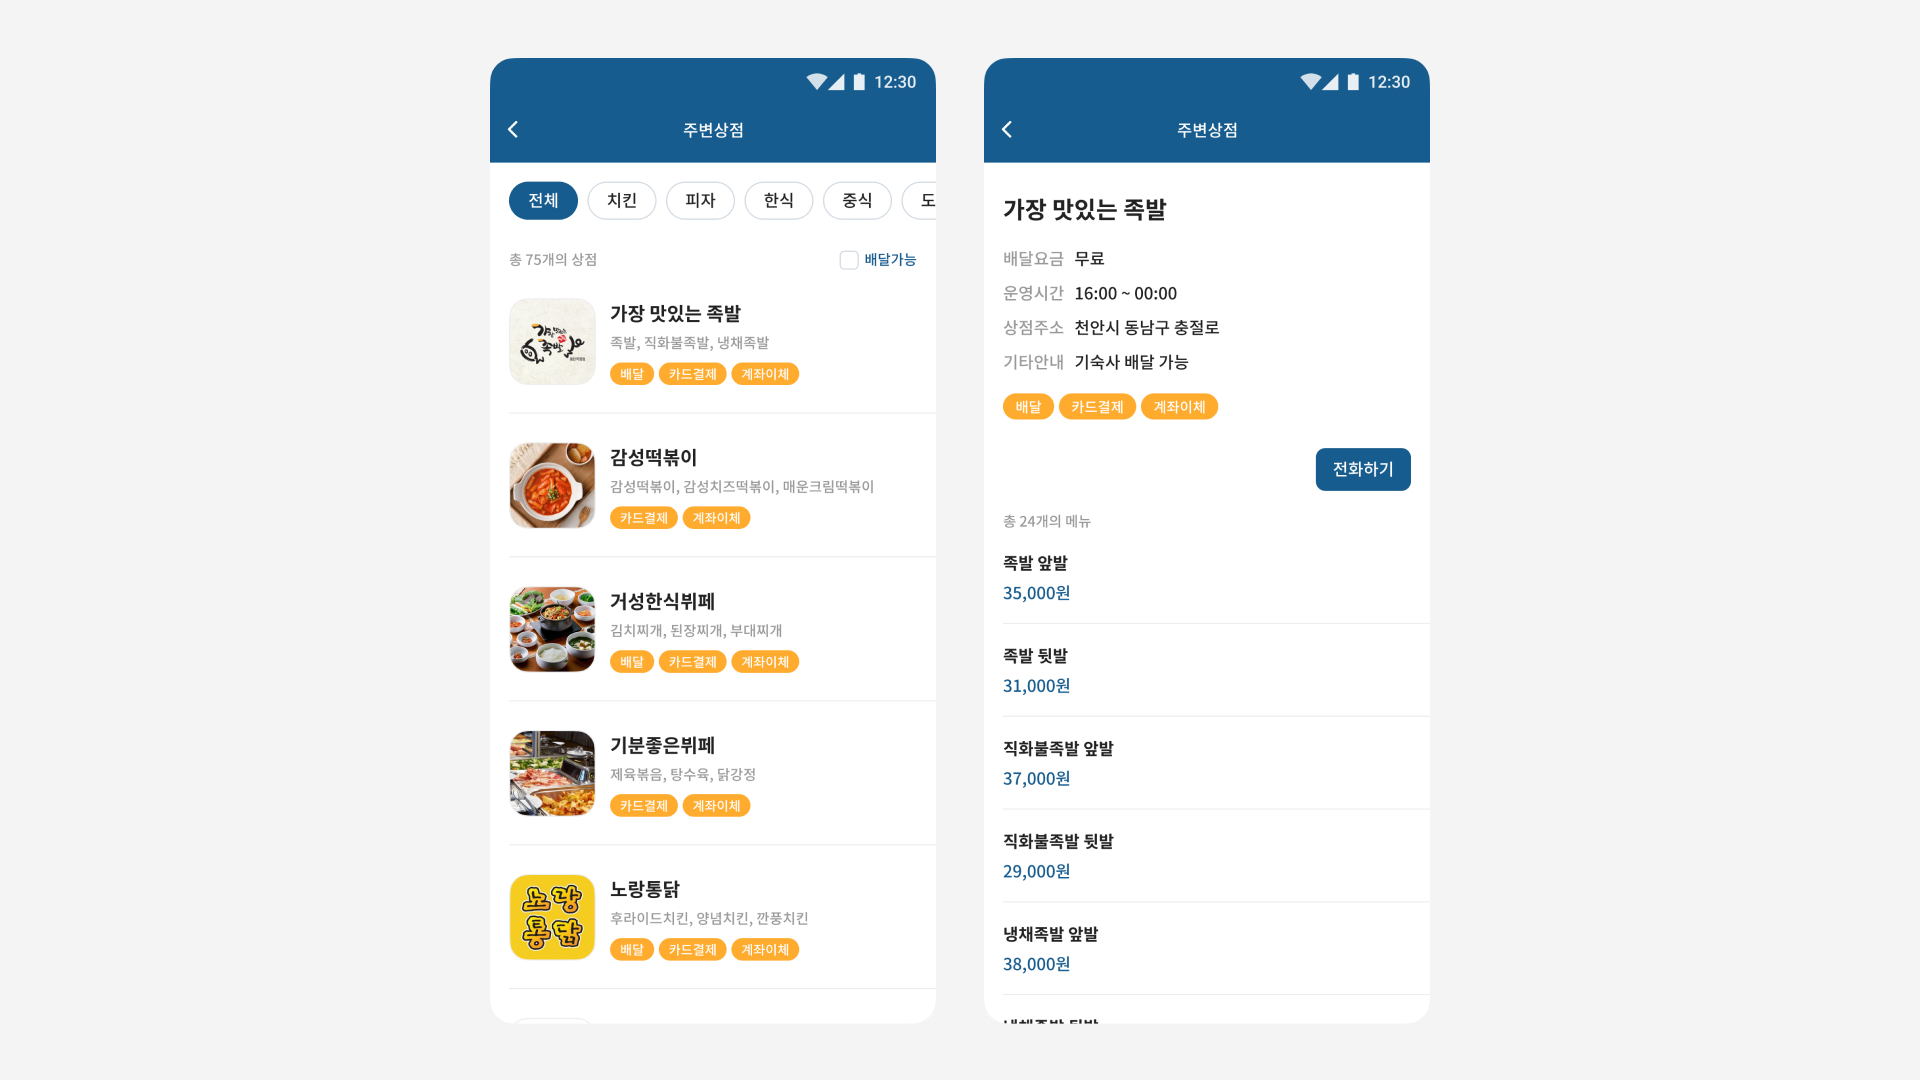 12:30
주변상점
전체 치킨 피자 한식 중식 도
총 75개의 상점 배달가능
가장 맛있는 족발
족발, 직화불족발, 냉채족발
배달 카드결제 계좌이체
감성떡볶이
감성떡볶이, 감성치즈떡볶이, 매운크림떡볶이
카드결제 계좌이체
거성한식뷔페
김치찌개, 된장찌개, 부대찌개
배달 카드결제 계좌이체
기분좋은뷔페
제육볶음, 탕수육, 닭강정
카드결제 계좌이체
노랑
통닭
노랑통닭
후라이드치킨, 양념치킨, 깐풍치킨
배달 카드결제 계좌이체
12:30
주변상점
가장 맛있는 족발
배달요금 무료
운영시간 16:00 ~ 00:00
상점주소 천안시 동남구 충절로
기타안내 기숙사 배달 가능
배달 카드결제 계좌이체
전화하기
총 24개의 메뉴
족발 앞발
35,000원
족발 뒷발
31,000원
직화불족발 앞발
37,000원
직화불족발 뒷발
29,000원
냉채족발 앞발
38,000원